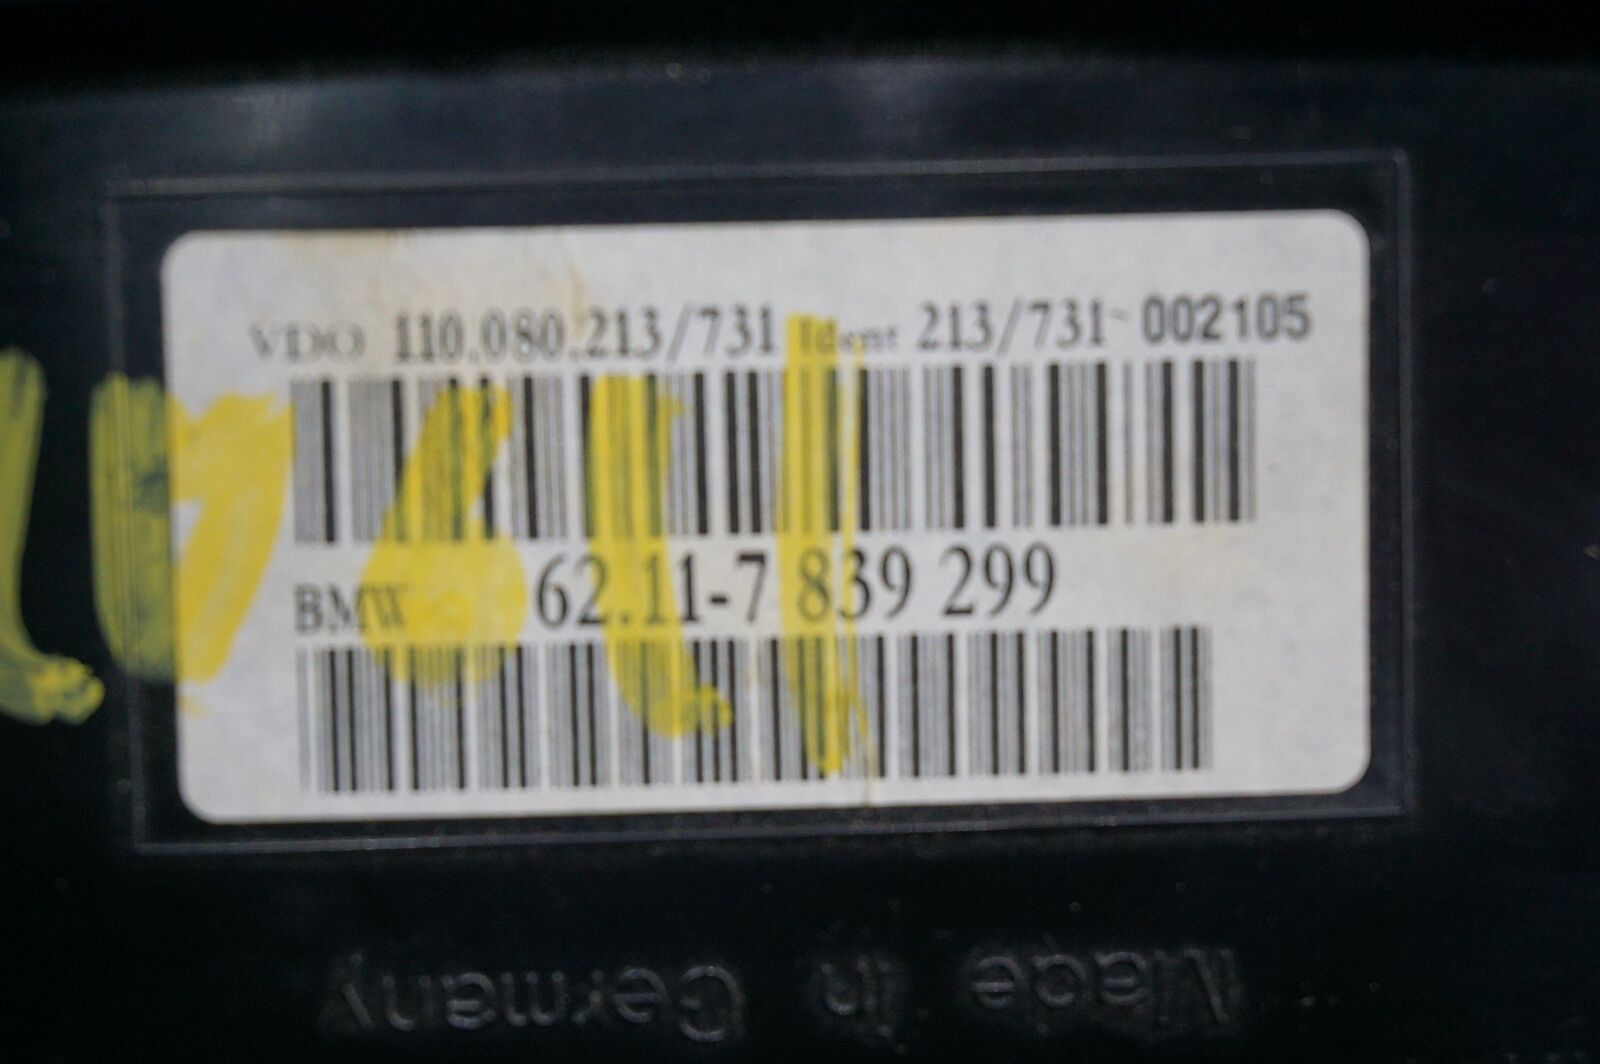 VDO 110.080.213/731 Ident 213/731-002105
BMW 62.11-7 839 299
Made in Germany